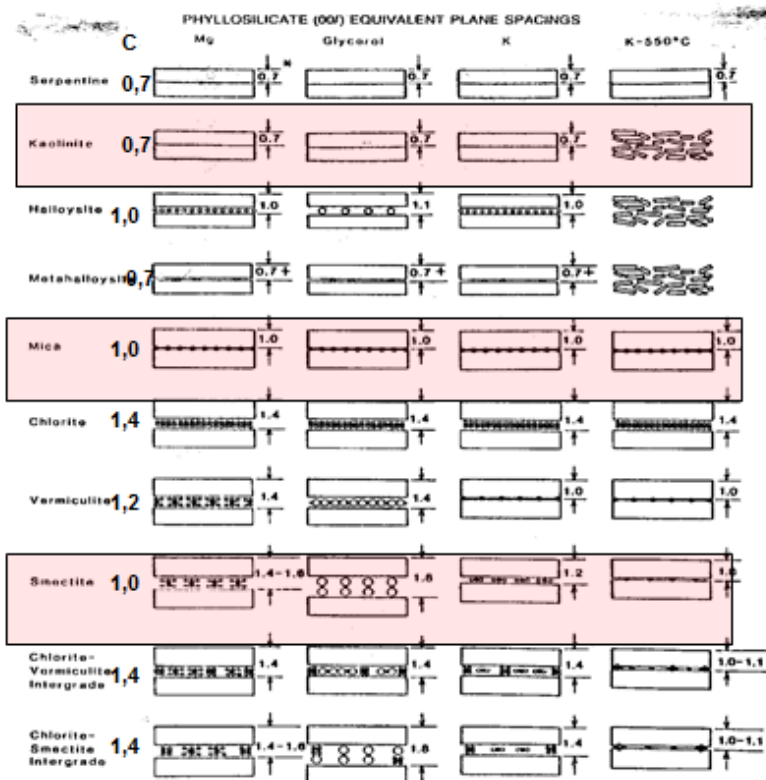 PHYLLOSILICATE (00l) EQUIVALENT PLANE SPACINGS
C Mg Glycerol K K-550°C
Serpentine 0,7 0.7 0.7 0.7 0.7
Kaolinite 0,7 0.7 0.7 0.7
Halloysite 1,0 1.0 1.1 1.0
Metahalloysite 0,7 0.7+ 0.7+ 0.7+
Mica 1,0 1.0 1.0 1.0 1.0
Chlorite 1,4 1.4 1.4 1.4 1.4
Vermiculite 1,2 1.4 1.4 1.0 1.0
Smectite 1,0 1.4-1.8 1.8 1.2
Chlorite-
Vermiculite 1,4 1.4 1.4 1.4 1.0-1.1
Intergrade
Chlorite-
Smectite 1,4 1.4-1.8 1.8 1.4 1.0-1.1
Intergrade